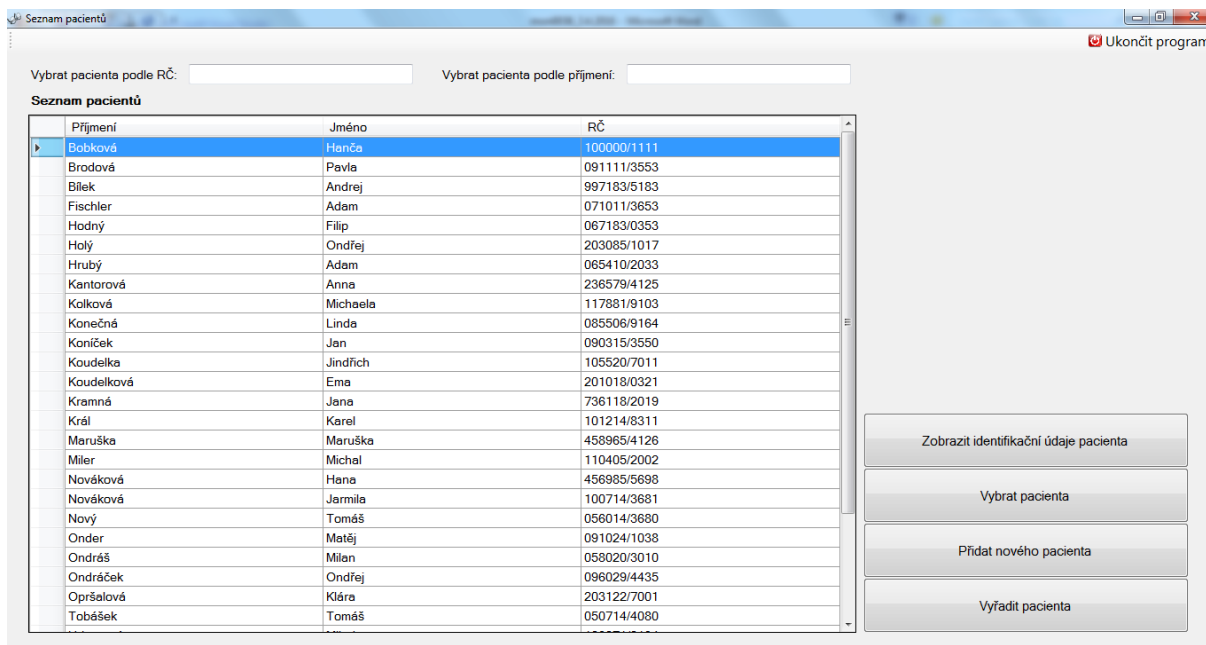 Seznam pacientů
Ukončit program
Vybrat pacienta podle RČ: Vybrat pacienta podle příjmení:
Seznam pacientů
Příjmení Jméno RČ
Bobková Hanča 100000/1111
Brodová Pavla 091111/3553
Bílek Andrej 997183/5183
Fischler Adam 071011/3653
Hodný Filip 067183/0353
Holý Ondřej 203085/1017
Hrubý Adam 065410/2033
Kantorová Anna 236579/4125
Kolková Michaela 117881/9103
Konečná Linda 085506/9164
Koníček Jan 090315/3550
Koudelka Jindřich 105520/7011
Koudelková Ema 201018/0321
Kramná Jana 736118/2019
Král Karel 101214/8311
Maruška Maruška 458965/4126
Miler Michal 110405/2002
Nováková Hana 456985/5698
Nováková Jarmila 100714/3681
Nový Tomáš 056014/3680
Onder Matěj 091024/1038
Ondráš Milan 058020/3010
Ondráček Ondřej 096029/4435
Opršalová Klára 203122/7001
Tobášek Tomáš 050714/4080
Zobrazit identifikační údaje pacienta
Vybrat pacienta
Přidat nového pacienta
Vyřadit pacienta